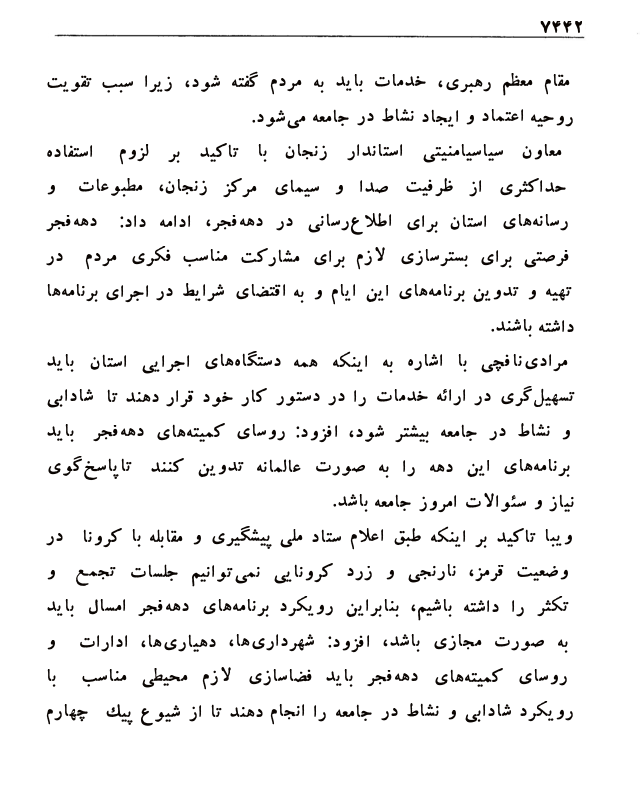 ۷۴۴۲
مقام معظم رهبری، خدمات باید به مردم گفته شود، زیرا سبب تقویت
روحیه اعتماد و ایجاد نشاط در جامعه می‌شود.
معاون سیاسیامنیتی استاندار زنجان با تاکید بر لزوم استفاده
حداکثری از ظرفیت صدا و سیمای مرکز زنجان، مطبوعات و
رسانه‌های استان برای اطلاع‌رسانی در دهه‌فجر، ادامه داد: دهه‌فجر
فرصتی برای بسترسازی لازم برای مشارکت مناسب فکری مردم در
تهیه و تدوین برنامه‌های این ایام و به اقتضای شرایط در اجرای برنامه‌ها
داشته باشند.
مرادی‌نافچی با اشاره به اینکه همه دستگاه‌های اجرایی استان باید
تسهیل‌گری در ارائه خدمات را در دستور کار خود قرار دهند تا شادابی
و نشاط در جامعه بیشتر شود، افزود: روسای کمیته‌های دهه‌فجر باید
برنامه‌های این دهه را به صورت عالمانه تدوین کنند تاپاسخ‌گوی
نیاز و سئوالات امروز جامعه باشد.
ویبا تاکید بر اینکه طبق اعلام ستاد ملی پیشگیری و مقابله با کرونا در
وضعیت قرمز، نارنجی و زرد کرونایی نمی‌توانیم جلسات تجمع و
تکثر را داشته باشیم، بنابراین رویکرد برنامه‌های دهه‌فجر امسال باید
به صورت مجازی باشد، افزود: شهرداری‌ها، دهیاری‌ها، ادارات و
روسای کمیته‌های دهه‌فجر باید فضاسازی لازم محیطی مناسب با
رویکرد شادابی و نشاط در جامعه را انجام دهند تا از شیوع پیك چهارم